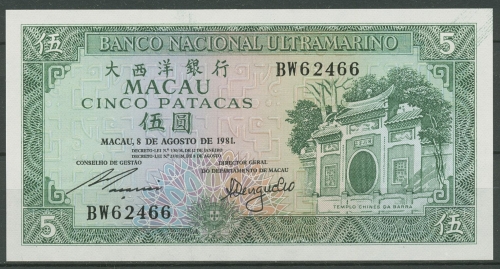 伍 BANCO NACIONAL ULTRAMARINO 5
大西洋銀行 BW62466
MACAU
CINCO PATACAS
伍圓
MACAU, 8 DE AGOSTO DE 1981.
CONSELHO DE GESTÃO
DIRECTOR GERAL
DO DEPARTAMENTO DE MACAU
BW62466
TEMPLO CHINES DA BARRA
5 伍